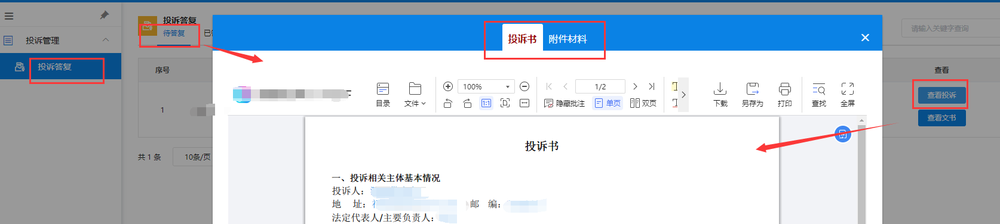 投诉答复
待答复
已
请输入关键字查询
投诉管理
投诉答复
投诉书 附件材料
序号
查看
1
查看投诉
查看文书
共 1 条
10条/页
目录
文件
100%
1/2
1:1
隐藏批注
单页
双页
下载
另存为
打印
查找
全屏
投诉书
一、投诉相关主体基本情况
投诉人：
地 址： 邮 编：
法定代表人/主要负责人：